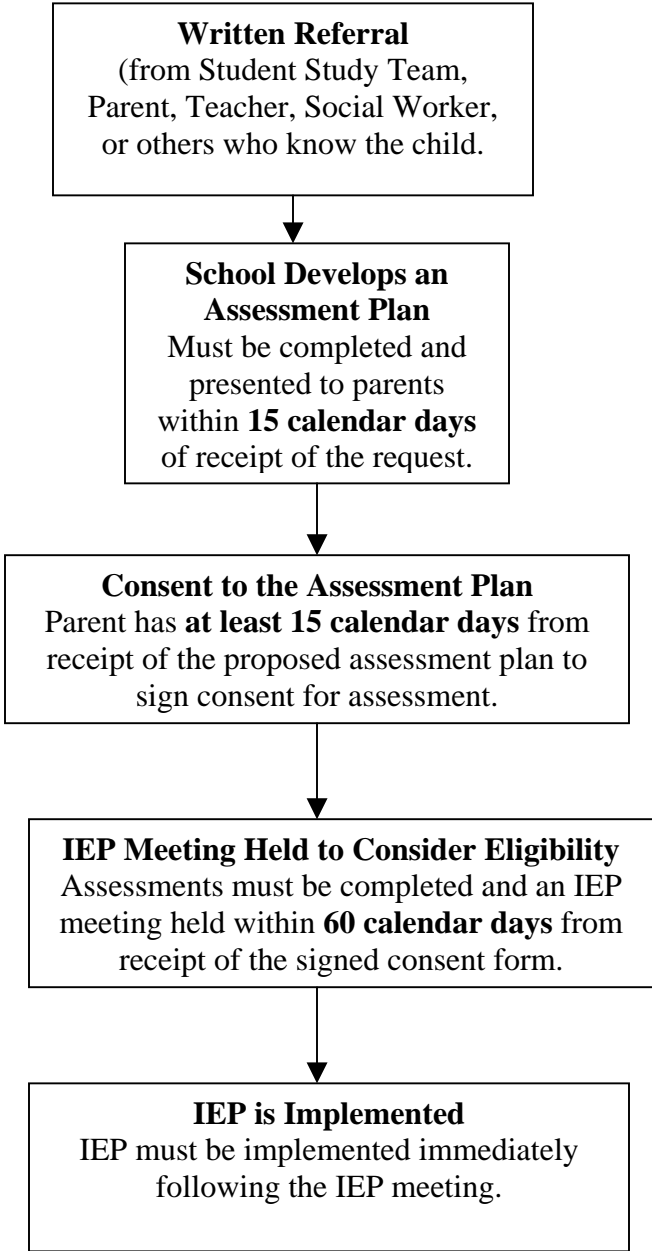 Written Referral
(from Student Study Team,
Parent, Teacher, Social Worker,
or others who know the child.
School Develops an
Assessment Plan
Must be completed and
presented to parents
within 15 calendar days
of receipt of the request.
Consent to the Assessment Plan
Parent has at least 15 calendar days from
receipt of the proposed assessment plan to
sign consent for assessment.
IEP Meeting Held to Consider Eligibility
Assessments must be completed and an IEP
meeting held within 60 calendar days from
receipt of the signed consent form.
IEP is Implemented
IEP must be implemented immediately
following the IEP meeting.